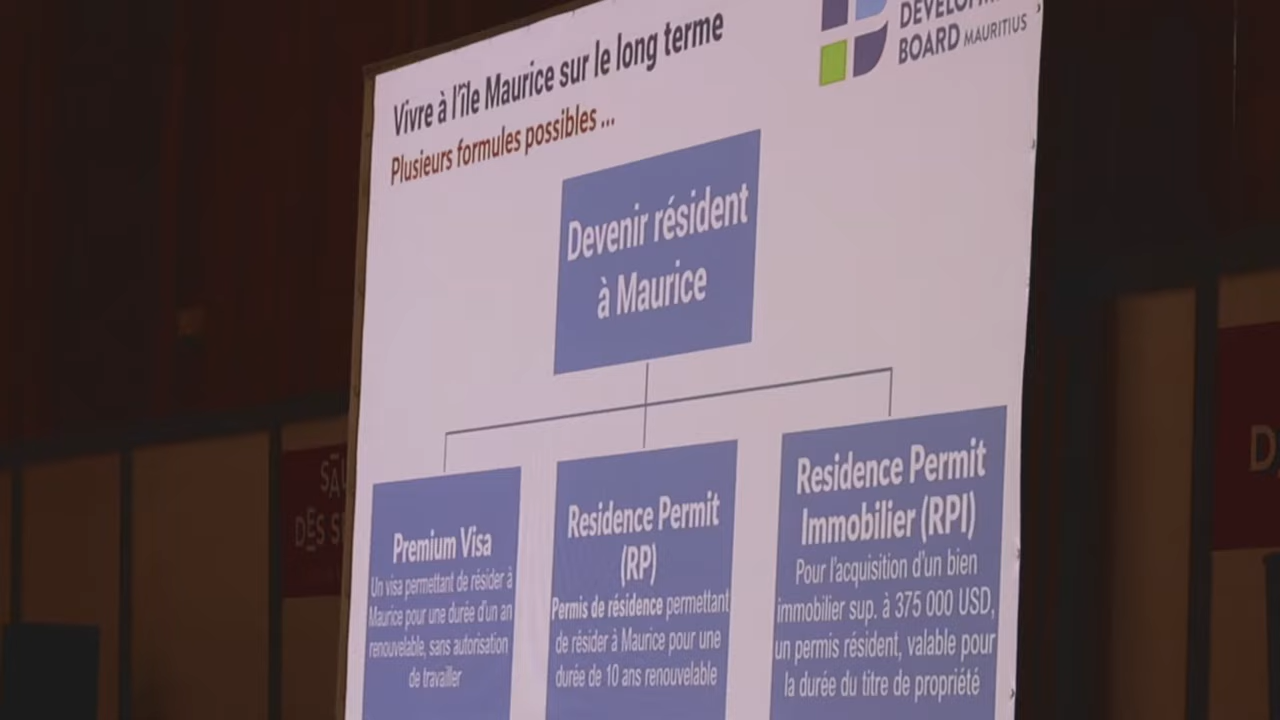 Vivre à l'île Maurice sur le long terme
Plusieurs formules possibles ...
BOARD MAURITIUS
Devenir résident
à Maurice
Premium Visa
Un visa permettant de résider à
Maurice pour une durée d'un an
renouvelable, sans autorisation
de travailler
Residence Permit
(RP)
Permis de résidence permettant
de résider à Maurice pour une
durée de 10 ans renouvelable
Residence Permit
Immobilier (RPI)
Pour l'acquisition d'un bien
immobilier sup. à 375 000 USD,
un permis résident, valable pour
la durée du titre de propriété